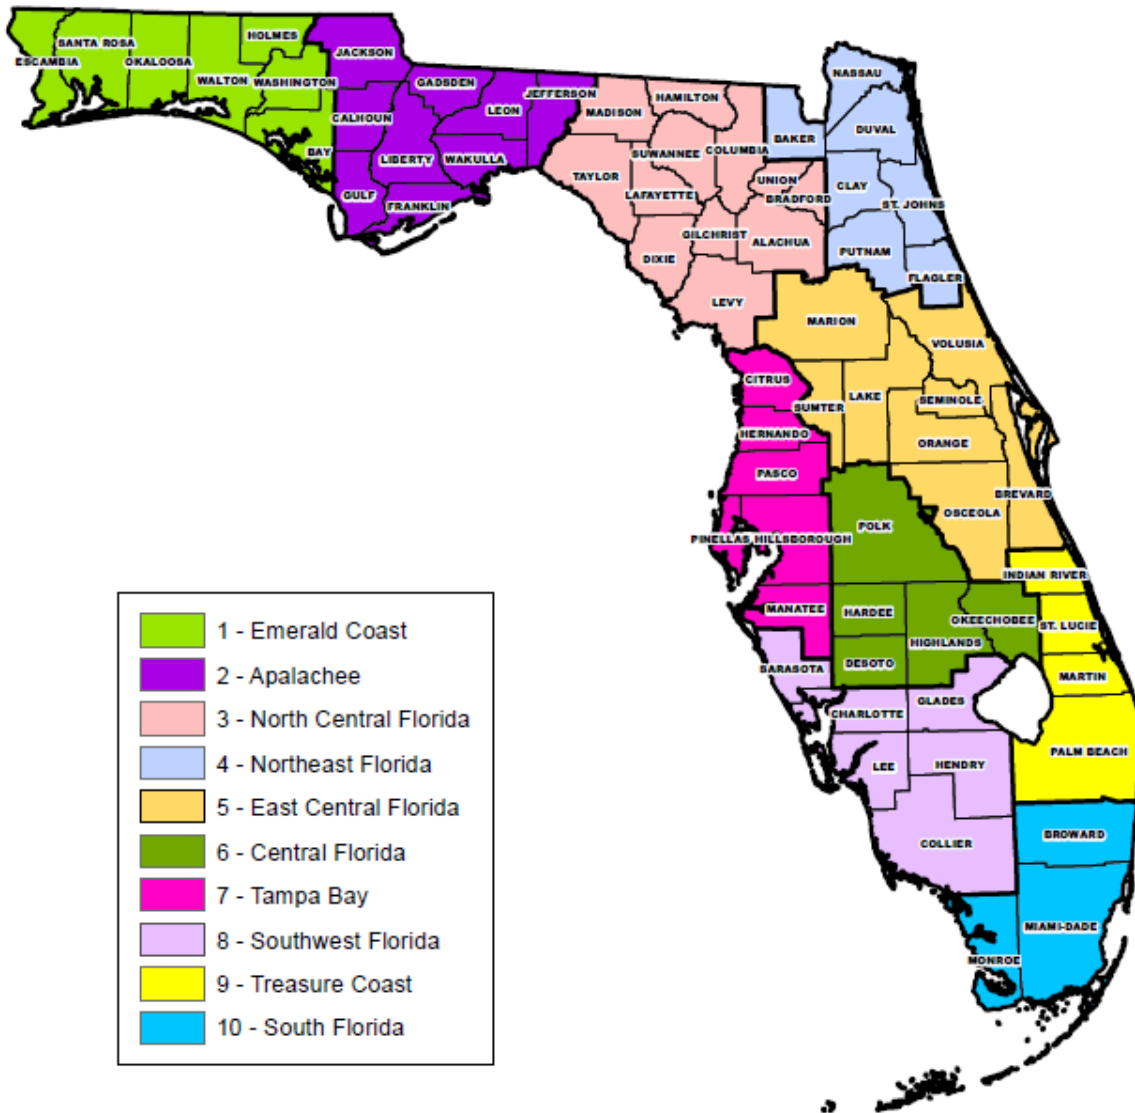 HOLMES
SANTA ROSA
JACKSON
ESCAMBIA
OKALOOSA
WALTON
WASHINGTON
GADSDEN
JEFFERSON
LEON
CALHOUN
BAY
LIBERTY
WAKULLA
GULF
FRANKLIN
MADISON
HAMILTON
SUWANNEE
COLUMBIA
TAYLOR
LAFAYETTE
UNION
BRADFORD
GILCHRIST
ALACHUA
DIXIE
LEVY
NASSAU
DUVAL
BAKER
CLAY
ST. JOHNS
PUTNAM
FLAGLER
MARION
VOLUSIA
CITRUS
SUMTER
LAKE
SEMINOLE
HERNANDO
ORANGE
PASCO
BREVARD
OSCEOLA
POLK
PINELLAS
HILLSBOROUGH
INDIAN RIVER
MANATEE
HARDEE
OKEECHOBEE
ST. LUCIE
HIGHLANDS
SARASOTA
DESOTO
MARTIN
CHARLOTTE
GLADES
PALM BEACH
LEE
HENDRY
COLLIER
BROWARD
MIAMI-DADE
MONROE
1 - Emerald Coast
2 - Apalachee
3 - North Central Florida
4 - Northeast Florida
5 - East Central Florida
6 - Central Florida
7 - Tampa Bay
8 - Southwest Florida
9 - Treasure Coast
10 - South Florida